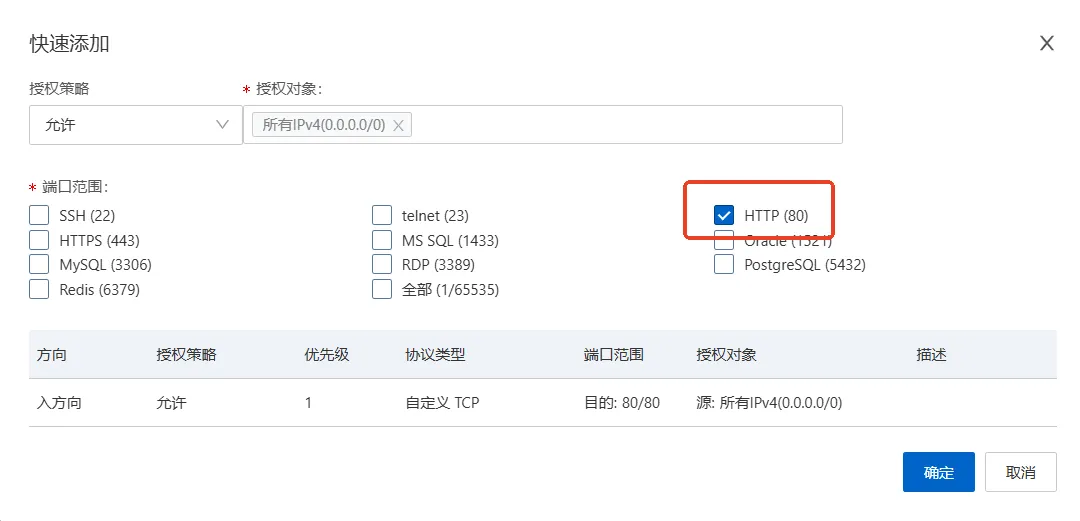 快速添加
授权策略 * 授权对象:
允许 所有IPv4(0.0.0.0/0)
* 端口范围:
SSH (22) telnet (23) HTTP (80)
HTTPS (443) MS SQL (1433) Oracle (1521)
MySQL (3306) RDP (3389) PostgreSQL (5432)
Redis (6379) 全部 (1/65535)
方向 授权策略 优先级 协议类型 端口范围 授权对象 描述
入方向 允许 1 自定义 TCP 目的: 80/80 源: 所有IPv4(0.0.0.0/0)
确定 取消